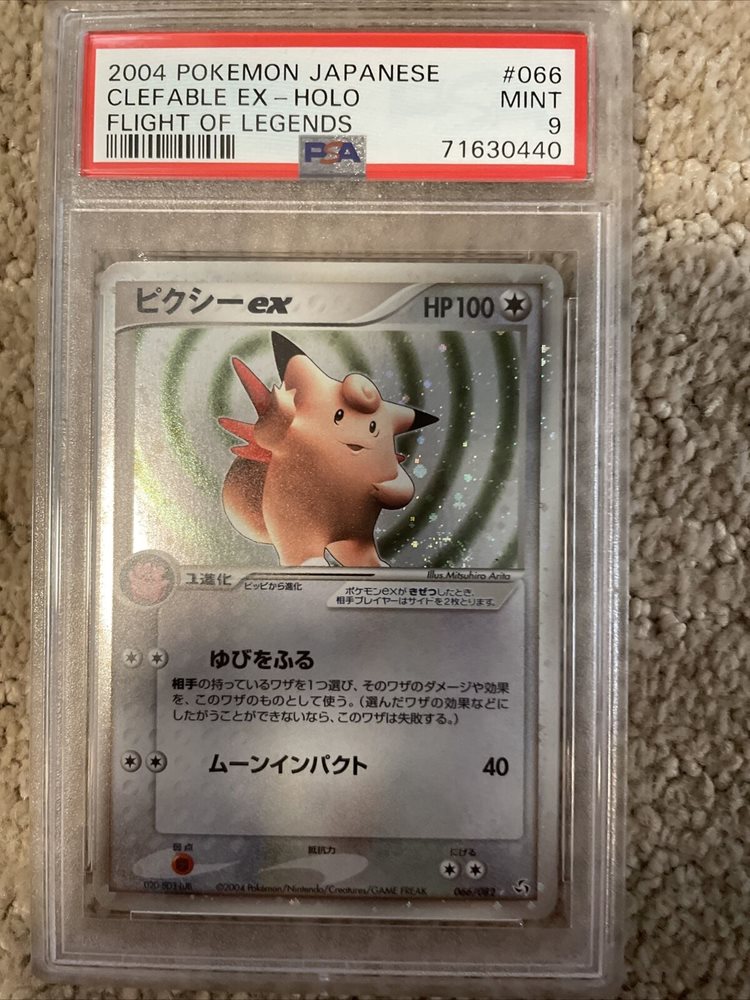 2004 POKEMON JAPANESE #066
CLEFABLE EX-HOLO MINT
FLIGHT OF LEGENDS 9
PSA 71630440
ピクシーex HP100
1進化
ピッピから進化
Illus. Mitsuhiro Arita
ポケモンexが きぜつしたとき、
相手プレイヤーはサイドを2枚とります。
ゆびをふる
相手の持っているワザを1つ選び、そのワザのダメージや効果
を、このワザのものとして使う。(選んだワザの効果などに
したがうことができないなら、このワザは失敗する。)
ムーンインパクト 40
弱点 抵抗力 にげる
©2004 Pokémon/Nintendo/Creatures/GAME FREAK 066/082